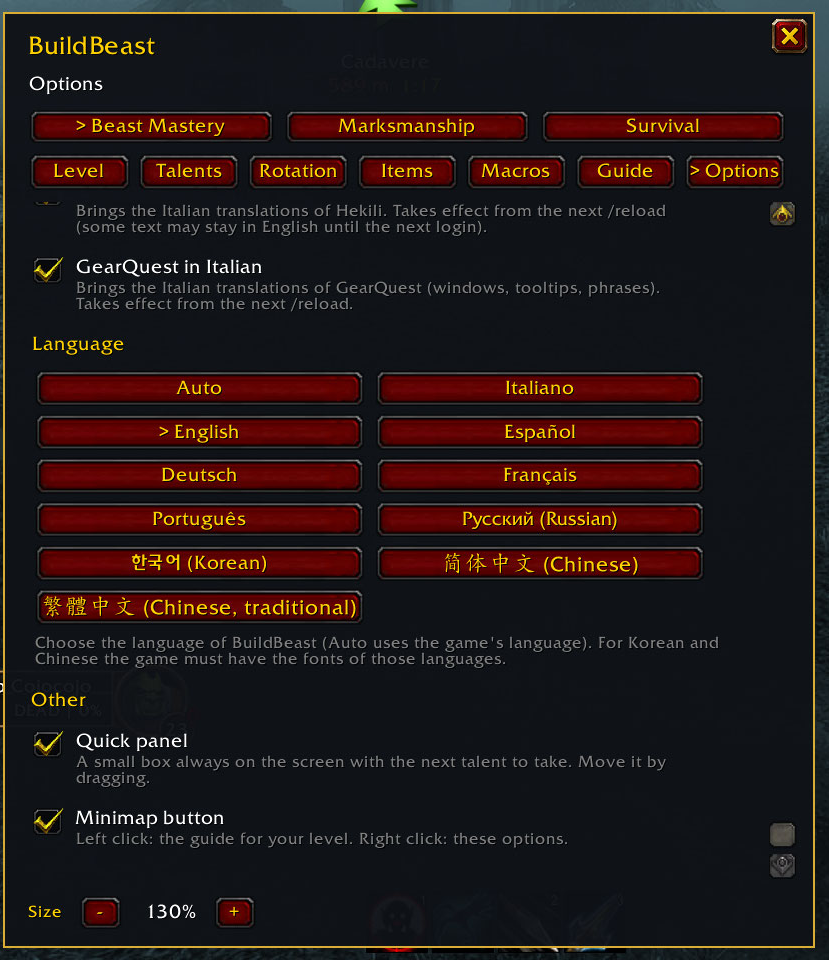 Cadavere
BuildBeast
Options
> Beast Mastery
Marksmanship
Survival
Level
Talents
Rotation
Items
Macros
Guide
> Options
Brings the Italian translations of Hekili. Takes effect from the next /reload
(some text may stay in English until the next login).
GearQuest in Italian
Brings the Italian translations of GearQuest (windows, tooltips, phrases).
Takes effect from the next /reload.
Language
Auto
Italiano
> English
Español
Deutsch
Français
Português
Русский (Russian)
한국어 (Korean)
简体中文 (Chinese)
繁體中文 (Chinese, traditional)
Choose the language of BuildBeast (Auto uses the game's language). For Korean and
Chinese the game must have the fonts of those languages.
Other
Quick panel
A small box always on the screen with the next talent to take. Move it by
dragging.
Minimap button
Left click: the guide for your level. Right click: these options.
Size
-
130%
+